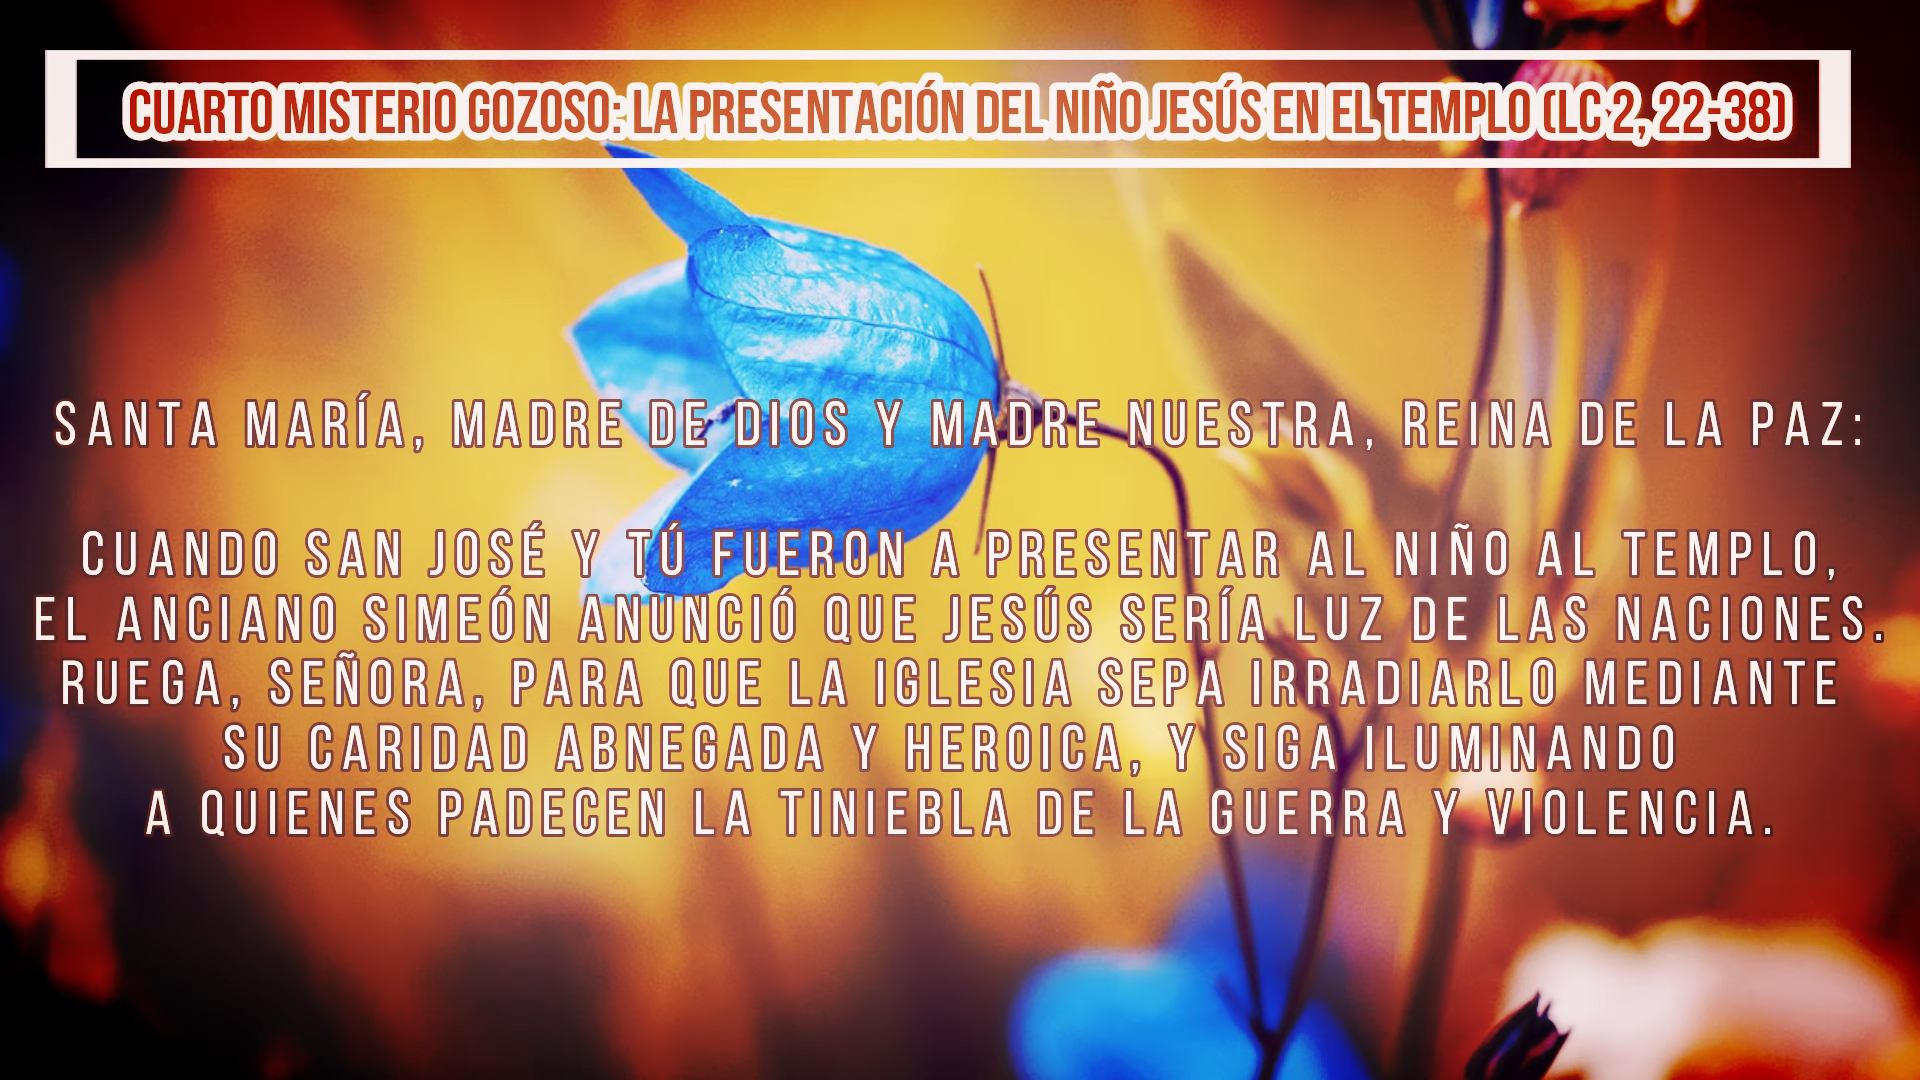 CUARTO MISTERIO GOZOSO: LA PRESENTACIÓN DEL NIÑO JESÚS EN EL TEMPLO (LC 2, 22-38)
SANTA MARÍA, MADRE DE DIOS Y MADRE NUESTRA, REINA DE LA PAZ:
CUANDO SAN JOSÉ Y TÚ FUERON A PRESENTAR AL NIÑO AL TEMPLO,
EL ANCIANO SIMEÓN ANUNCIÓ QUE JESÚS SERÍA LUZ DE LAS NACIONES.
RUEGA, SEÑORA, PARA QUE LA IGLESIA SEPA IRRADIARLO MEDIANTE
SU CARIDAD ABNEGADA Y HEROICA, Y SIGA ILUMINANDO
A QUIENES PADECEN LA TINIEBLA DE LA GUERRA Y VIOLENCIA.